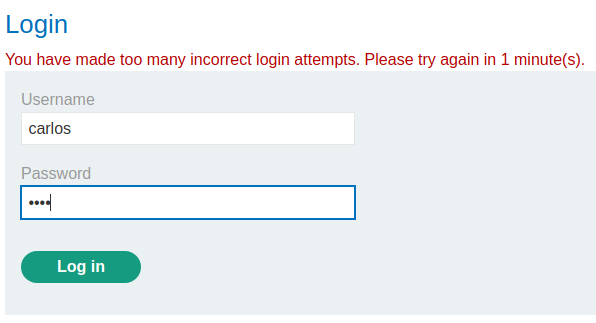 Login
You have made too many incorrect login attempts. Please try again in 1 minute(s).
Username
carlos
Password
••••
Log in